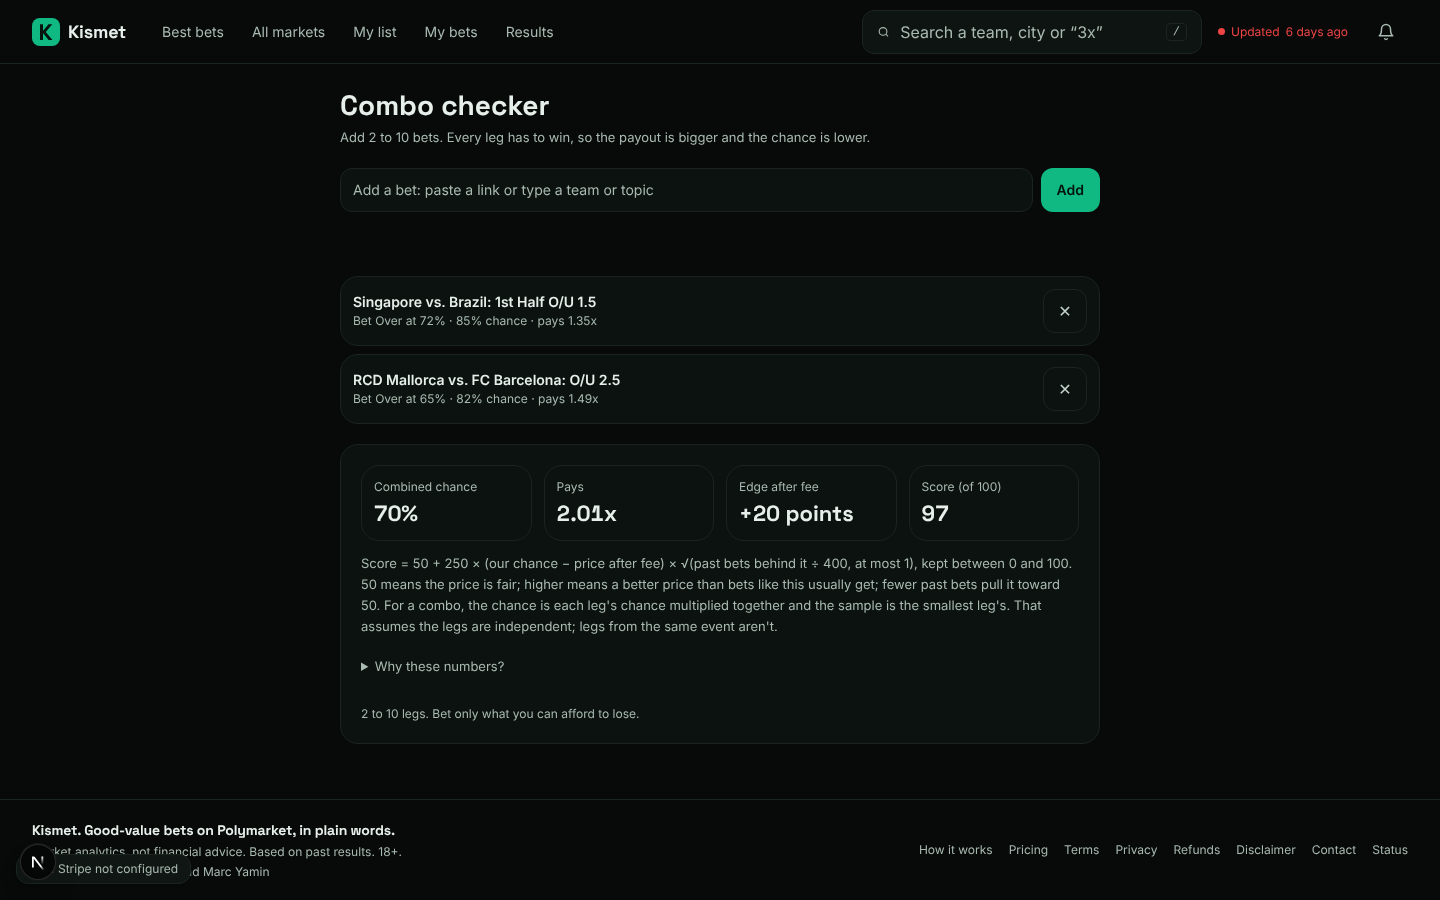 Kismet
Best bets
All markets
My list
My bets
Results
Search a team, city or “3x”
/
Updated 6 days ago
Combo checker
Add 2 to 10 bets. Every leg has to win, so the payout is bigger and the chance is lower.
Add a bet: paste a link or type a team or topic
Add
Singapore vs. Brazil: 1st Half O/U 1.5
Bet Over at 72% · 85% chance · pays 1.35x
RCD Mallorca vs. FC Barcelona: O/U 2.5
Bet Over at 65% · 82% chance · pays 1.49x
Combined chance
70%
Pays
2.01x
Edge after fee
+20 points
Score (of 100)
97
Score = 50 + 250 × (our chance − price after fee) × √(past bets behind it ÷ 400, at most 1), kept between 0 and 100.
50 means the price is fair; higher means a better price than bets like this usually get; fewer past bets pull it toward
50. For a combo, the chance is each leg's chance multiplied together and the sample is the smallest leg's. That
assumes the legs are independent; legs from the same event aren't.
Why these numbers?
2 to 10 legs. Bet only what you can afford to lose.
Kismet. Good-value bets on Polymarket, in plain words.
analytics, not financial advice. Based on past results. 18+.
Stripe not configured
Marc Yamin
How it works
Pricing
Terms
Privacy
Refunds
Disclaimer
Contact
Status